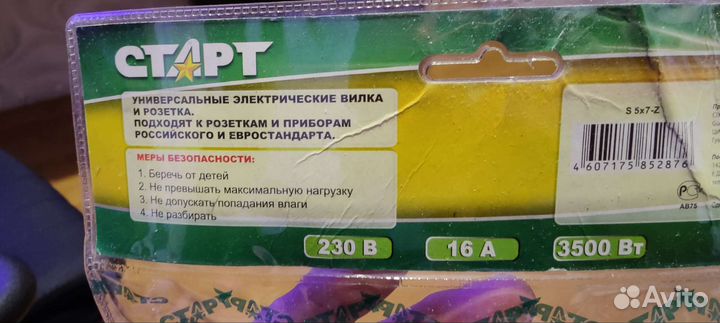 СТАРТ
УНИВЕРСАЛЬНЫЕ ЭЛЕКТРИЧЕСКИЕ ВИЛКА
И РОЗЕТКА.
ПОДХОДЯТ К РОЗЕТКАМ И ПРИБОРАМ
РОССИЙСКОГО И ЕВРОСТАНДАРТА.
МЕРЫ БЕЗОПАСНОСТИ:
1. Беречь от детей
2. Не превышать максимальную нагрузку
3. Не допускать попадания влаги
4. Не разбирать
230 В
16 А
3500 Вт
S 5x7-Z
4 607175 852876
АВ75
СТАРТ
Avito